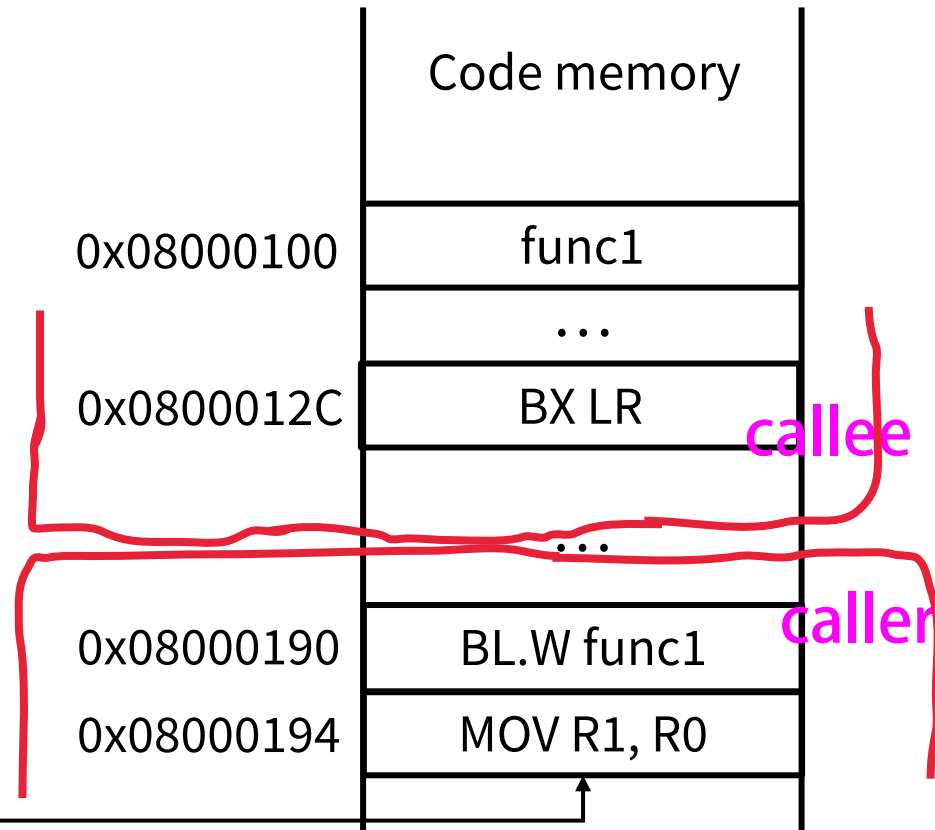 Code memory
0x08000100 func1
...
0x0800012C BX LR
callee
...
caller
0x08000190 BL.W func1
0x08000194 MOV R1, R0